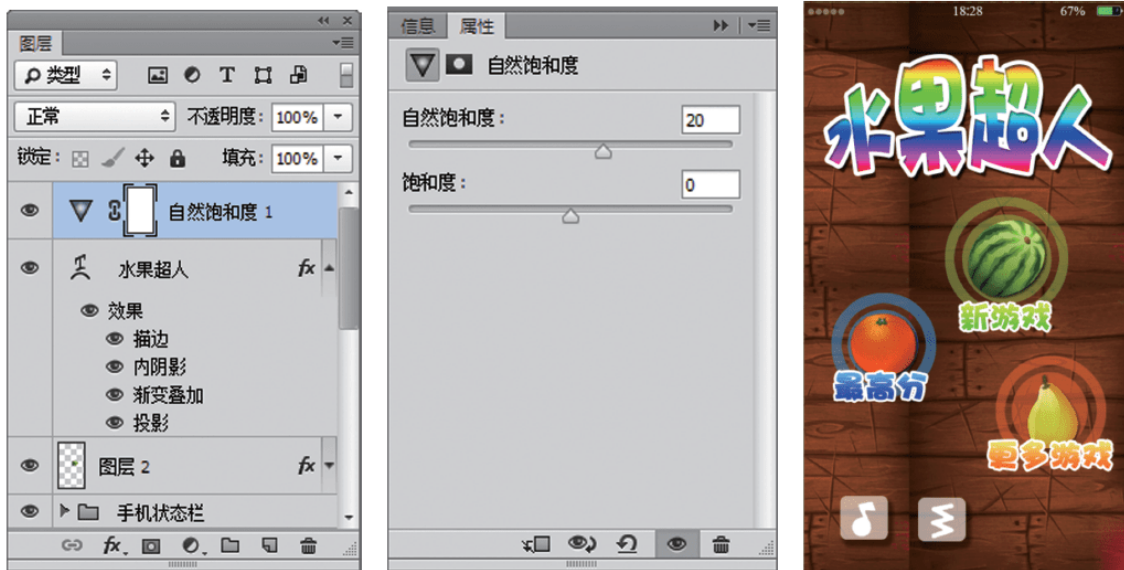 图层
类型
正常
不透明度：
100%
锁定：
填充：
100%
自然饱和度 1
水果超人
fx
效果
描边
内阴影
渐变叠加
投影
图层 2
fx
手机状态栏
fx
信息
属性
自然饱和度
自然饱和度：
20
饱和度：
0
18:28
67%
水果超人
新游戏
最高分
更多游戏